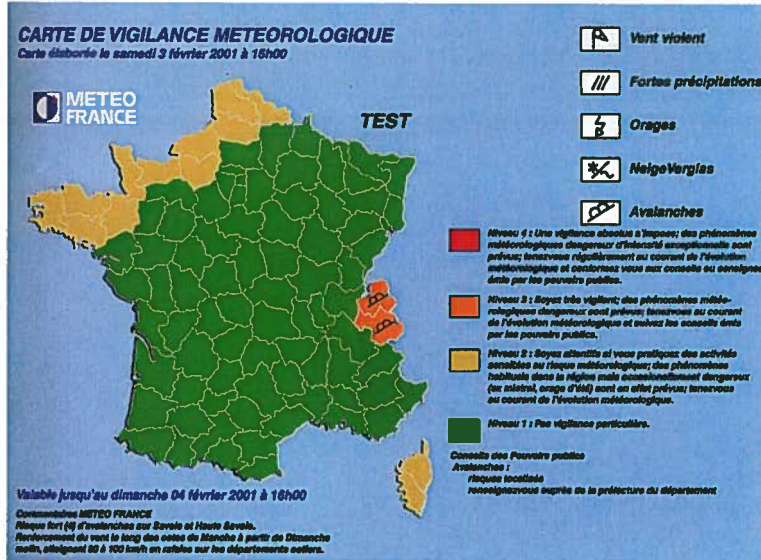 CARTE DE VIGILANCE METEOROLOGIQUE
Carte élaborée le samedi 3 février 2001 à 15h00
METEO
FRANCE
TEST
Vent violent
Fortes précipitations
Orages
NeigeVerglas
Avalanches
Niveau 4 : Une vigilance absolue s'impose; des phénomènes
météorologiques dangereux d'intensité exceptionnelle sont
prévus; tenezvous régulièrement au courant de l'évolution
météorologique et conformez vous aux conseils ou consignes
émis par les pouvoirs publics.
Niveau 3 : Soyez très vigilant; des phénomènes météo-
rologiques dangereux sont prévus; tenezvous au courant
de l'évolution météorologique et suivez les conseils émis
par les pouvoirs publics.
Niveau 2 : Soyez attentifs si vous pratiquez des activités
sensibles au risque météorologique; des phénomènes
habituels dans la région mais occasionnellement dangereux
(ex mistral, orage d'été) sont en effet prévus; tenezvous
au courant de l'évolution météorologique.
Niveau 1 : Pas vigilance particulière.
Conseils des Pouvoirs publics
Avalanches :
risques localisés
renseignezvous auprès de la préfecture du département
Valable jusqu'au dimanche 04 février 2001 à 16h00
Commentaires METEO FRANCE
Risque fort (4) d'avalanches sur Savoie et Haute Savoie.
Renforcement du vent le long des cotes de Manche à partir de Dimanche
matin, atteignant 80 à 100 km/h en rafales sur les départements cotiers.